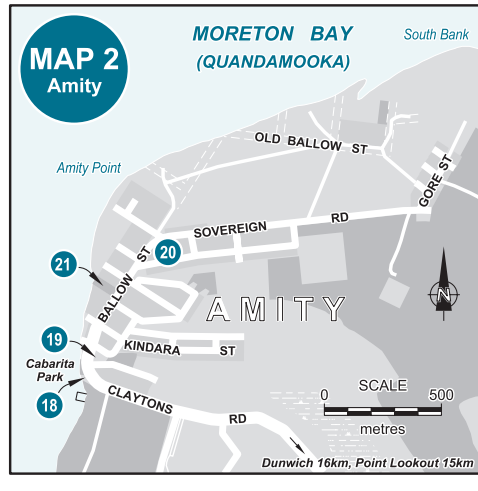 MAP 2
Amity
MORETON BAY
(QUANDAMOOKA)
South Bank
OLD BALLOW ST
Amity Point
GORE ST
SOVEREIGN RD
20
21
BALLOW ST
N
AMITY
19
KINDARA ST
Cabarita
Park
18
CLAYTONS RD
SCALE
0 500
metres
Dunwich 16km, Point Lookout 15km